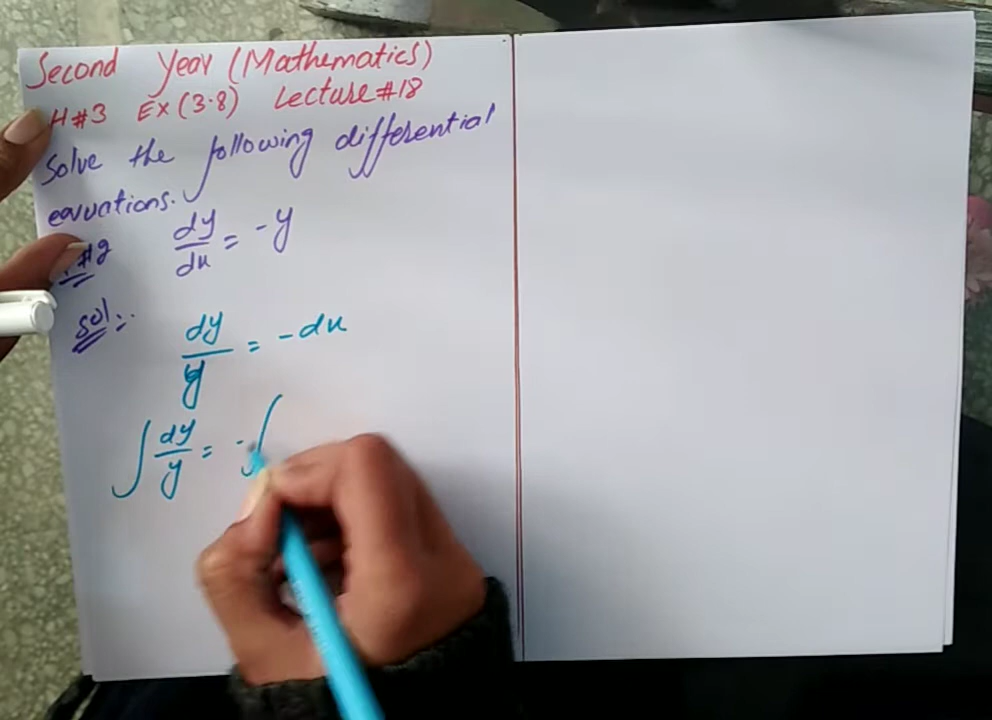 Second Year (Mathematics)
H#3 EX (3.8) Lecture#18
Solve the following differential
equations.
#2 dy/dx = -y
Sol:-
dy/y = -dx
∫ dy/y = -∫